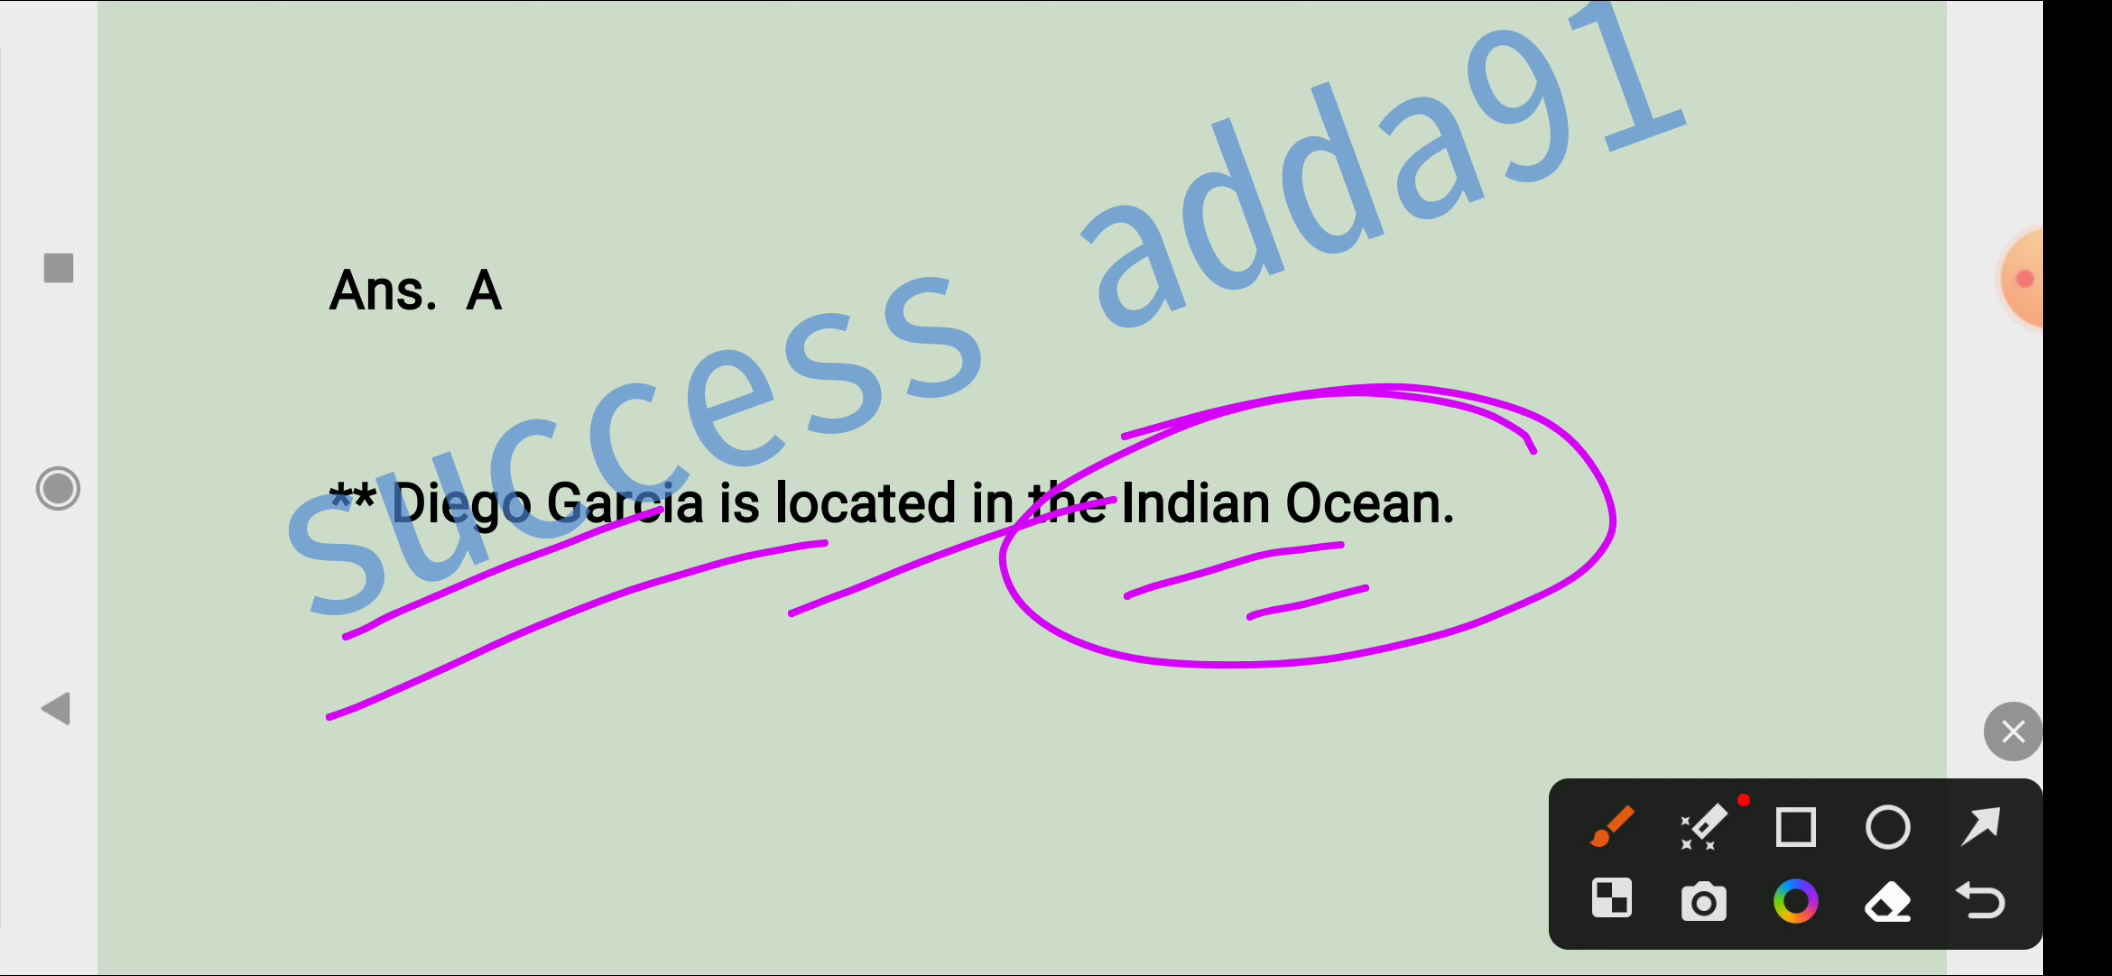 success adda91
Ans. A
** Diego Garcia is located in the Indian Ocean.